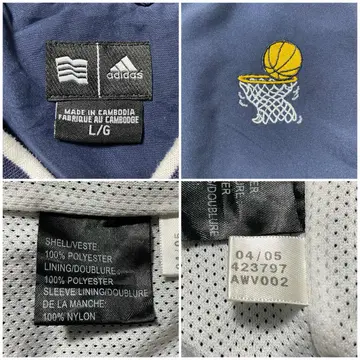 adidas
MADE IN CAMBODIA
FABRIQUE AU CAMBODGE
L/G
SHELL/VESTE:
100% POLYESTER
LINING/DOUBLURE:
100% POLYESTER
SLEEVE LINING/DOUBLURE
DE LA MANCHE:
100% NYLON
04/05
423797
AWV002